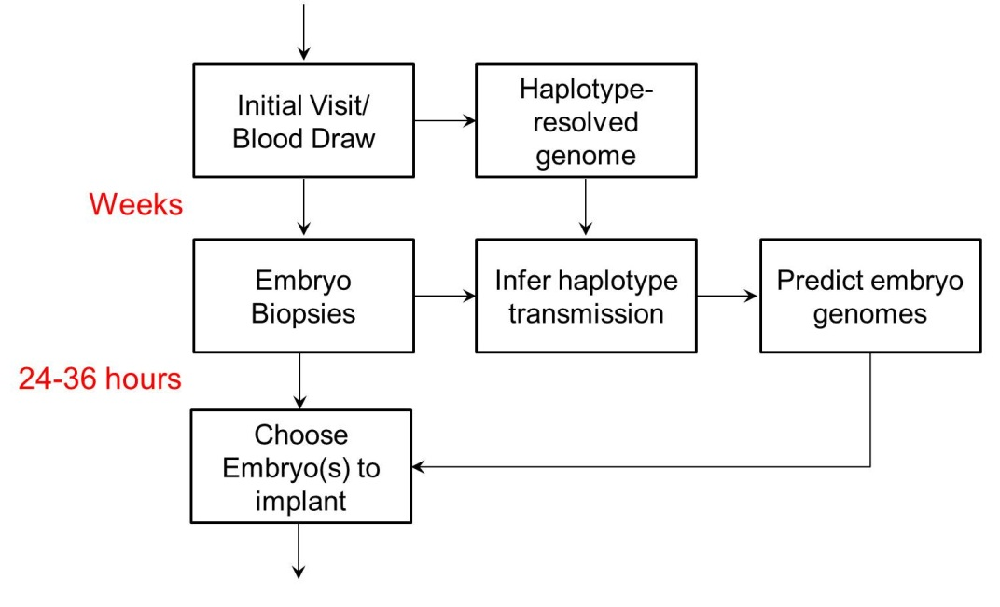 Initial Visit/
Blood Draw
Haplotype-
resolved
genome
Weeks
Embryo
Biopsies
Infer haplotype
transmission
Predict embryo
genomes
24-36 hours
Choose
Embryo(s) to
implant